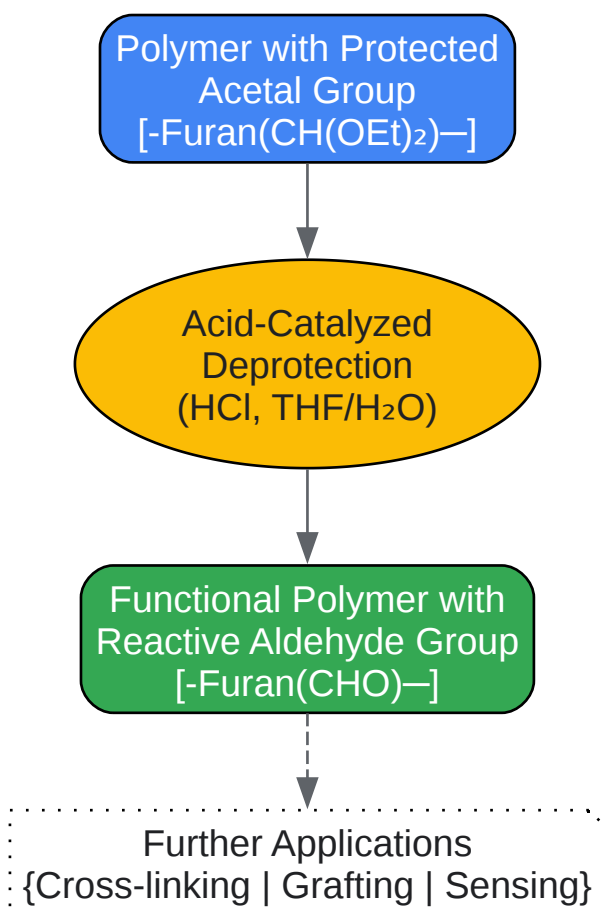 Polymer with Protected
Acetal Group
[-Furan(CH(OEt)₂)─]
Acid-Catalyzed
Deprotection
(HCl, THF/H₂O)
Functional Polymer with
Reactive Aldehyde Group
[-Furan(CHO)─]
Further Applications
{Cross-linking | Grafting | Sensing}